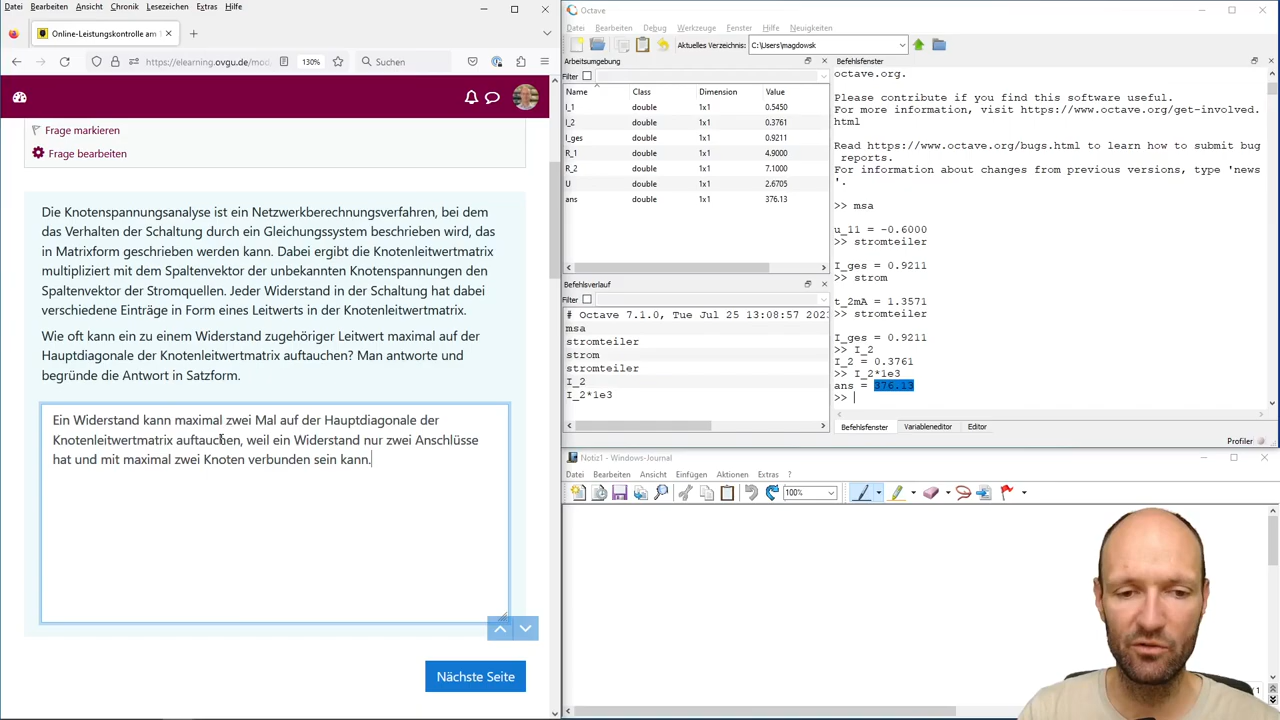 Datei Bearbeiten Ansicht Chronik Lesezeichen Extras Hilfe
Online-Leistungskontrolle am
https://elearning.ovgu.de/mod
130%
Suchen
Frage markieren
Frage bearbeiten
Die Knotenspannungsanalyse ist ein Netzwerkberechnungsverfahren, bei dem
das Verhalten der Schaltung durch ein Gleichungssystem beschrieben wird, das
in Matrixform geschrieben werden kann. Dabei ergibt die Knotenleitwertmatrix
multipliziert mit dem Spaltenvektor der unbekannten Knotenspannungen den
Spaltenvektor der Stromquellen. Jeder Widerstand in der Schaltung hat dabei
verschiedene Einträge in Form eines Leitwerts in der Knotenleitwertmatrix.
Wie oft kann ein zu einem Widerstand zugehöriger Leitwert maximal auf der
Hauptdiagonale der Knotenleitwertmatrix auftauchen? Man antworte und
begründe die Antwort in Satzform.
Ein Widerstand kann maximal zwei Mal auf der Hauptdiagonale der
Knotenleitwertmatrix auftauchen, weil ein Widerstand nur zwei Anschlüsse
hat und mit maximal zwei Knoten verbunden sein kann.
Nächste Seite
Octave
Datei Bearbeiten Debug Werkzeuge Fenster Hilfe Neuigkeiten
Aktuelles Verzeichnis: C:\Users\magdowsk
Arbeitsumgebung
Filter
Name Class Dimension Value
I_1 double 1x1 0.5450
I_2 double 1x1 0.3761
I_ges double 1x1 0.9211
R_1 double 1x1 4.9000
R_2 double 1x1 7.1000
U double 1x1 2.6705
ans double 1x1 376.13
Befehlsverlauf
Filter
# Octave 7.1.0, Tue Jul 25 13:08:57 202
msa
stromteiler
strom
stromteiler
I_2
I_2*1e3
Befehlsfenster
octave.org.
Please contribute if you find this software useful.
For more information, visit https://www.octave.org/get-involved.
html
Read https://www.octave.org/bugs.html to learn how to submit bug
reports.
For information about changes from previous versions, type 'news
'.
>> msa
u_11 = -0.6000
>> stromteiler
I_ges = 0.9211
>> strom
t_2mA = 1.3571
>> stromteiler
I_ges = 0.9211
>> I_2
I_2 = 0.3761
>> I_2*1e3
ans = 376.13
>>
Befehlsfenster Variableneditor Editor
Profiler
Notiz1 - Windows-Journal
Datei Bearbeiten Ansicht Einfügen Aktionen Extras ?
100%